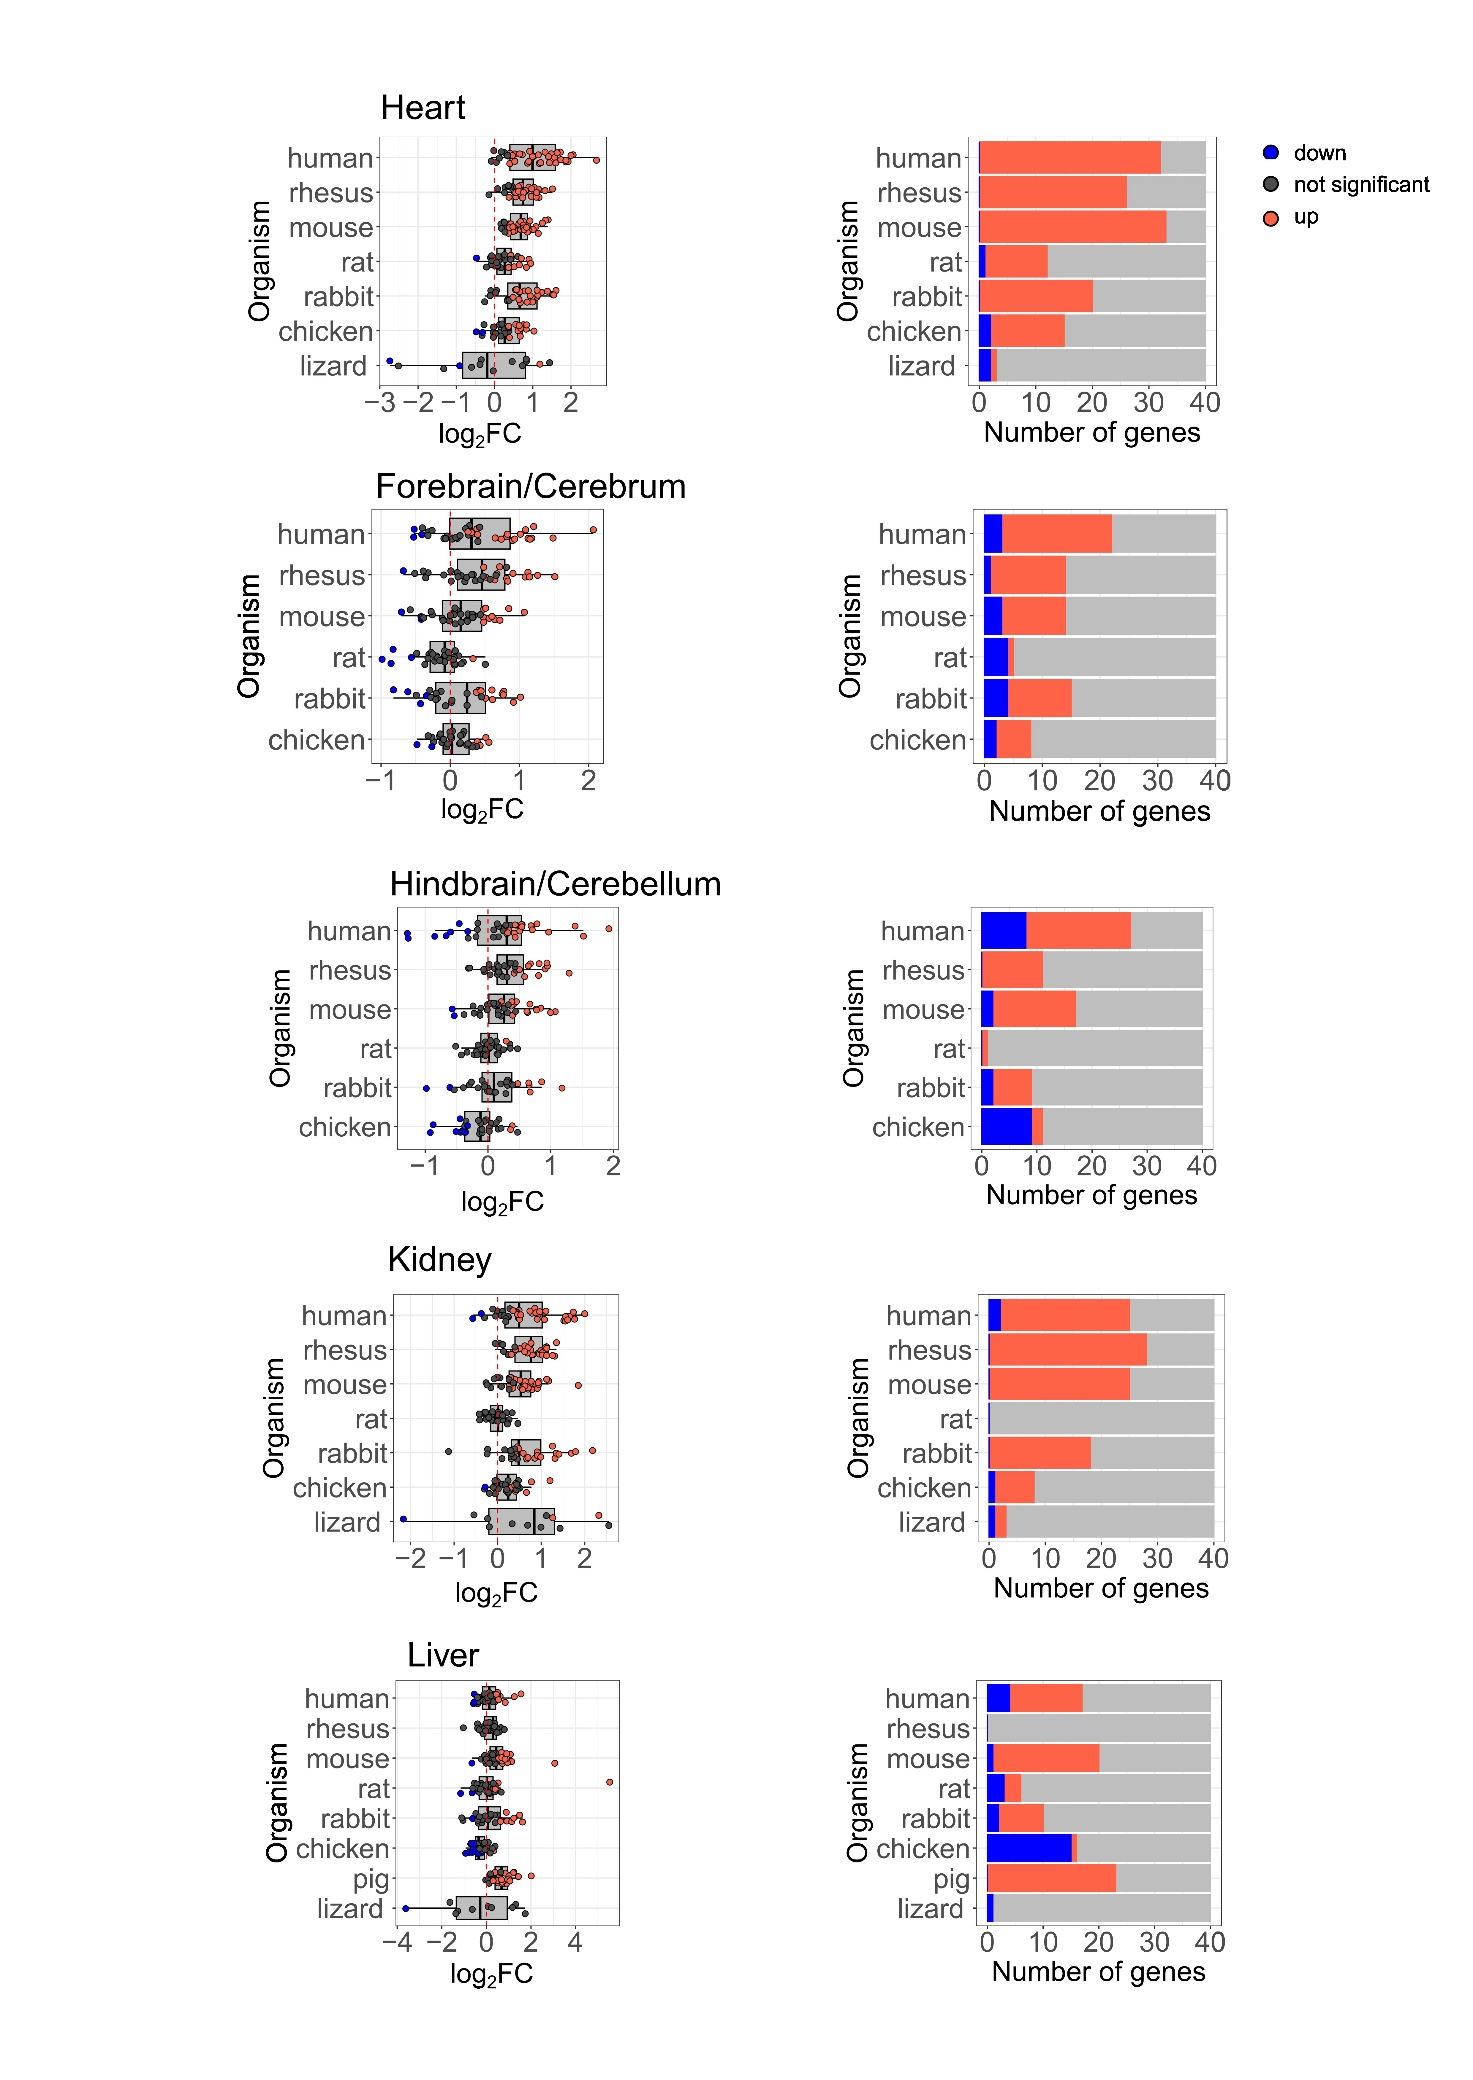 Heart
human
rhesus
mouse
rat
rabbit
chicken
lizard
Organism
−3 −2 −1 0 1 2
log₂FC
human
rhesus
mouse
rat
rabbit
chicken
lizard
Organism
0 10 20 30 40
Number of genes
down
not significant
up
Forebrain/Cerebrum
human
rhesus
mouse
rat
rabbit
chicken
Organism
−1 0 1 2
log₂FC
human
rhesus
mouse
rat
rabbit
chicken
Organism
0 10 20 30 40
Number of genes
Hindbrain/Cerebellum
human
rhesus
mouse
rat
rabbit
chicken
Organism
−1 0 1 2
log₂FC
human
rhesus
mouse
rat
rabbit
chicken
Organism
0 10 20 30 40
Number of genes
Kidney
human
rhesus
mouse
rat
rabbit
chicken
lizard
Organism
−2 −1 0 1 2
log₂FC
human
rhesus
mouse
rat
rabbit
chicken
lizard
Organism
0 10 20 30 40
Number of genes
Liver
human
rhesus
mouse
rat
rabbit
chicken
pig
lizard
Organism
−4 −2 0 2 4
log₂FC
human
rhesus
mouse
rat
rabbit
chicken
pig
lizard
Organism
0 10 20 30 40
Number of genes